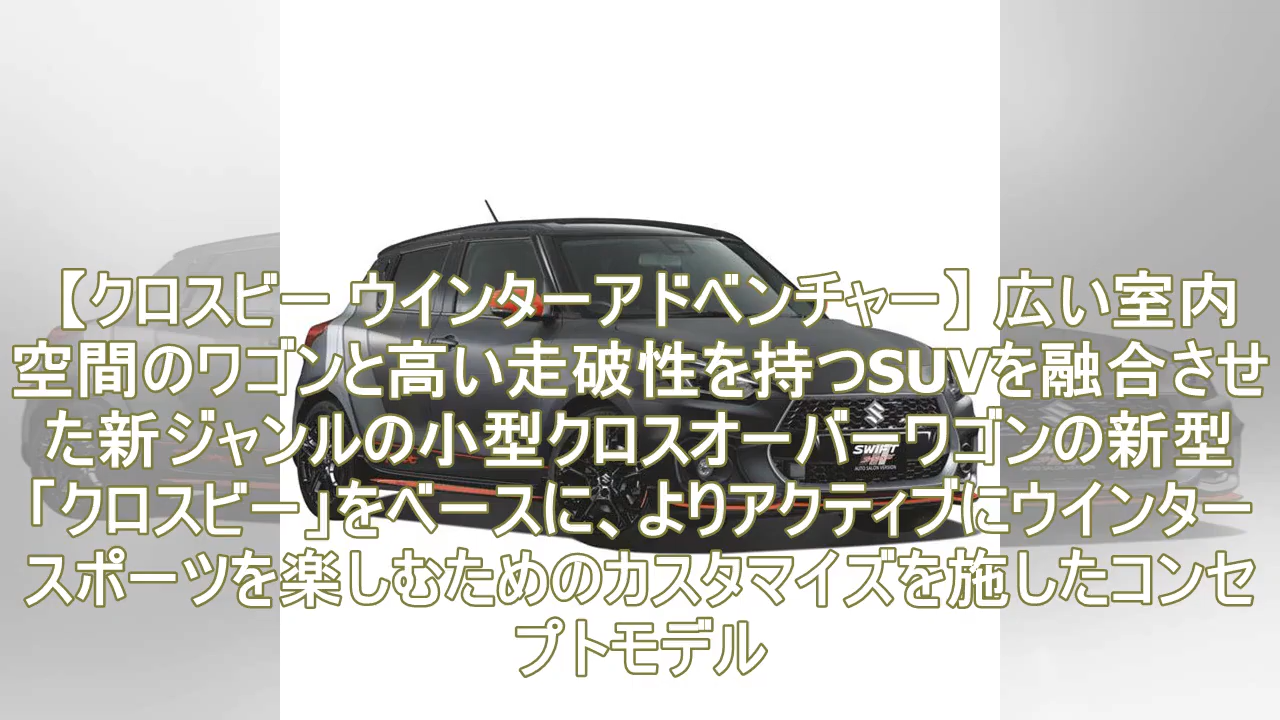 【クロスビー ウインターアドベンチャー】 広い室内
空間のワゴンと高い走破性を持つSUVを融合させ
た新ジャンルの小型クロスオーバーワゴンの新型
「クロスビー」をベースに、よりアクティブにウインター
スポーツを楽しむためのカスタマイズを施したコンセ
プトモデル
SWIFT
AUTO SALON VERSION